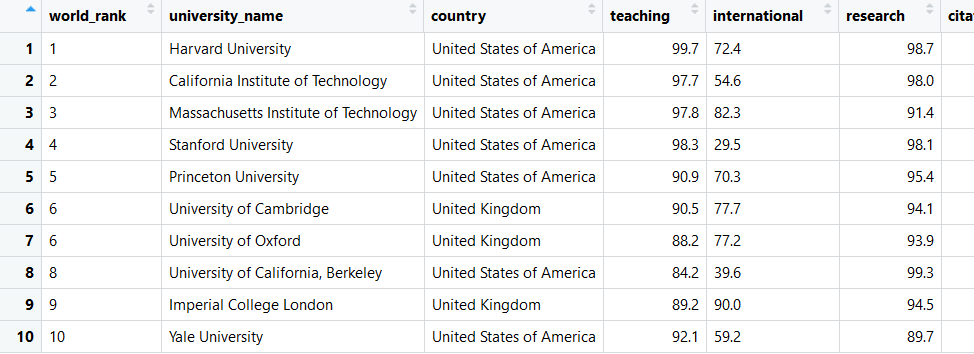 world_rank university_name country teaching international research cita
1 1 Harvard University United States of America 99.7 72.4 98.7
2 2 California Institute of Technology United States of America 97.7 54.6 98.0
3 3 Massachusetts Institute of Technology United States of America 97.8 82.3 91.4
4 4 Stanford University United States of America 98.3 29.5 98.1
5 5 Princeton University United States of America 90.9 70.3 95.4
6 6 University of Cambridge United Kingdom 90.5 77.7 94.1
7 6 University of Oxford United Kingdom 88.2 77.2 93.9
8 8 University of California, Berkeley United States of America 84.2 39.6 99.3
9 9 Imperial College London United Kingdom 89.2 90.0 94.5
10 10 Yale University United States of America 92.1 59.2 89.7